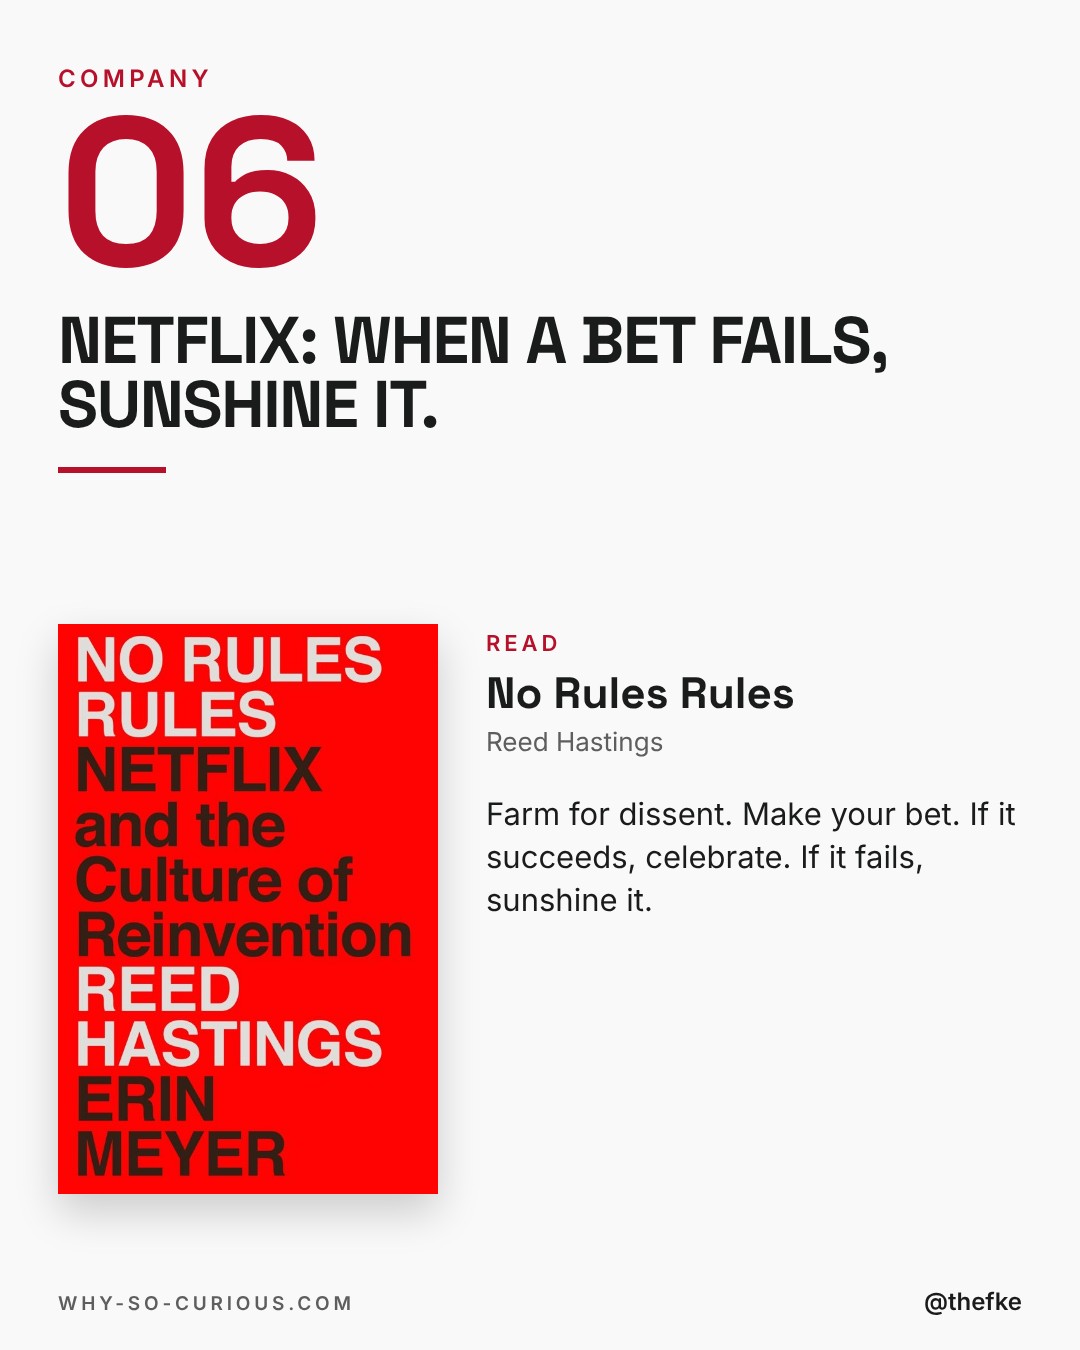 COMPANY
06
NETFLIX: WHEN A BET FAILS,
SUNSHINE IT.
NO RULES
RULES
NETFLIX
and the
Culture of
Reinvention
REED
HASTINGS
ERIN
MEYER
READ
No Rules Rules
Reed Hastings
Farm for dissent. Make your bet. If it
succeeds, celebrate. If it fails,
sunshine it.
WHY-SO-CURIOUS.COM
@thefke